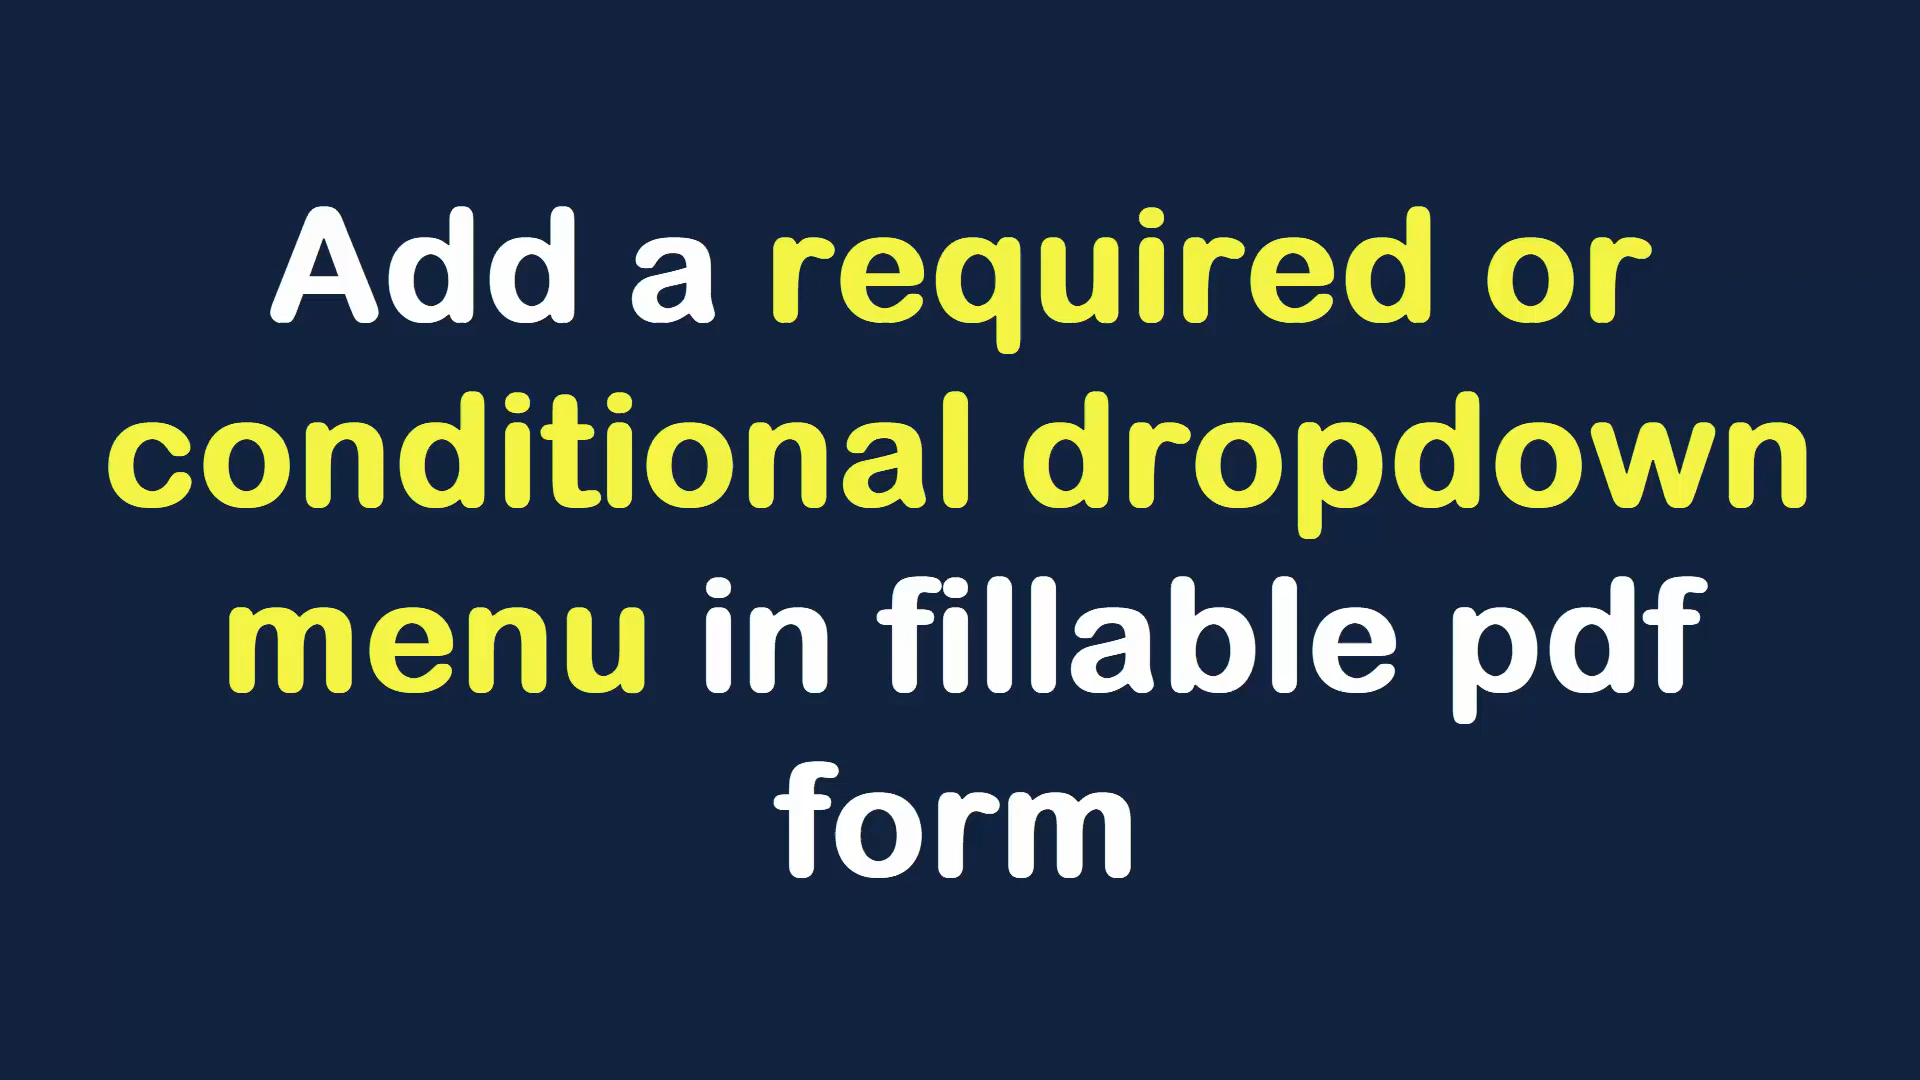 Add a required or
conditional dropdown
menu in fillable pdf
form